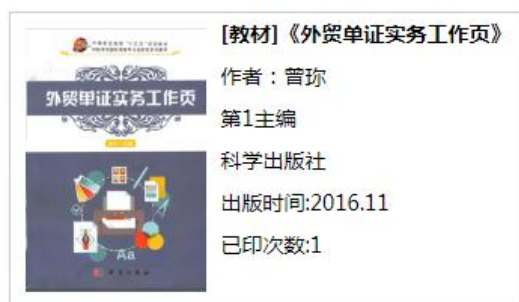 外贸单证实务工作页
Aa
[教材]《外贸单证实务工作页》
作者：曾珎
第1主编
科学出版社
出版时间:2016.11
已印次数:1